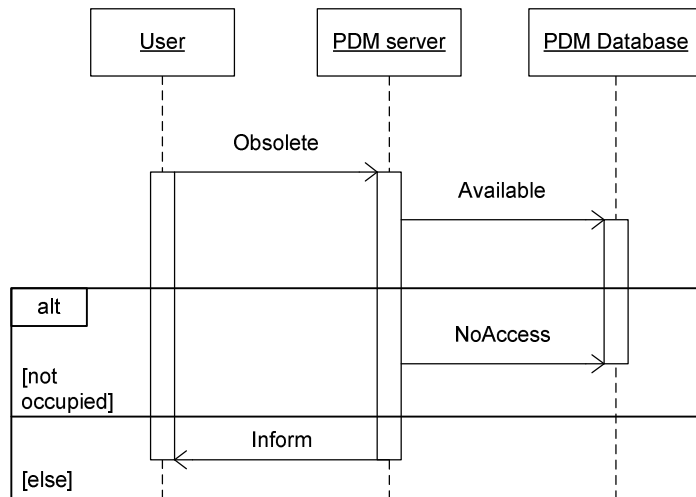 User
PDM server
PDM Database
Obsolete
Available
alt
NoAccess
[not
occupied]
Inform
[else]